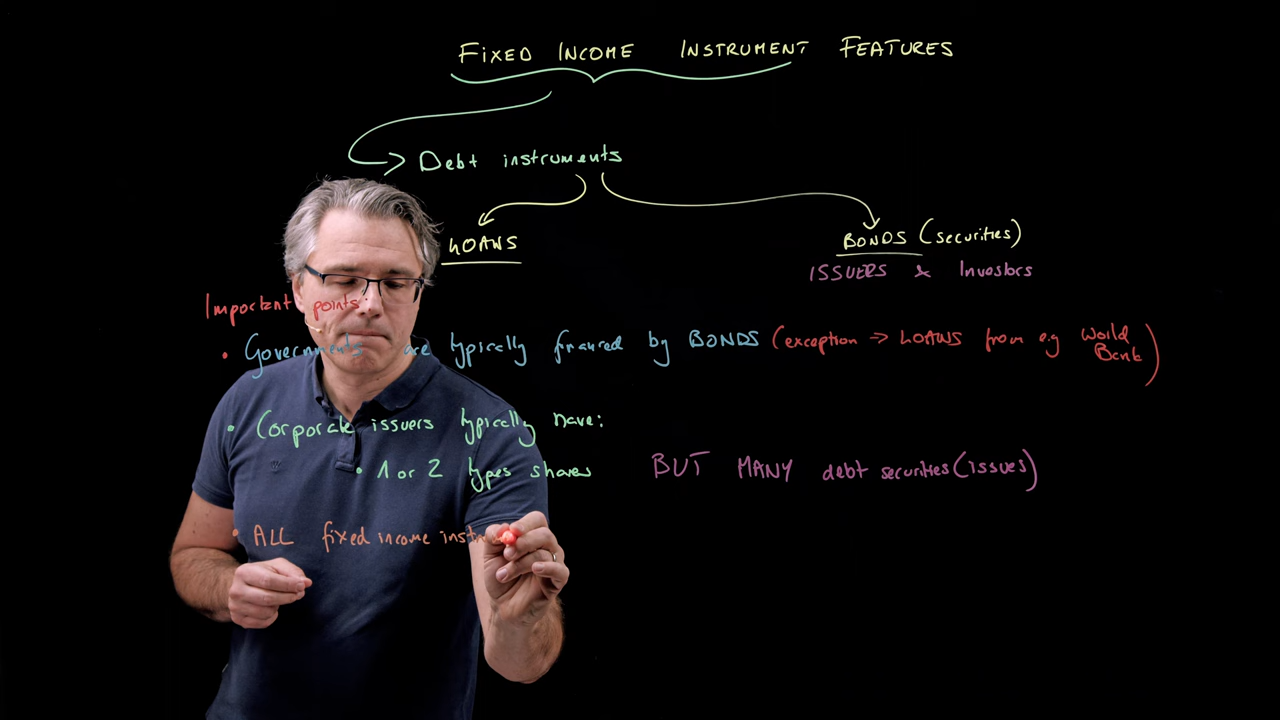 FIXED INCOME INSTRUMENT FEATURES
Debt instruments
LOANS
BONDS (securities)
ISSUERS & Investors
Important points:
• Governments are typically financed by BONDS (exception => LOANS from e.g World Bank)
• Corporate issuers typically have:
• 1 or 2 types shares BUT MANY debt securities (issues)
• ALL fixed income